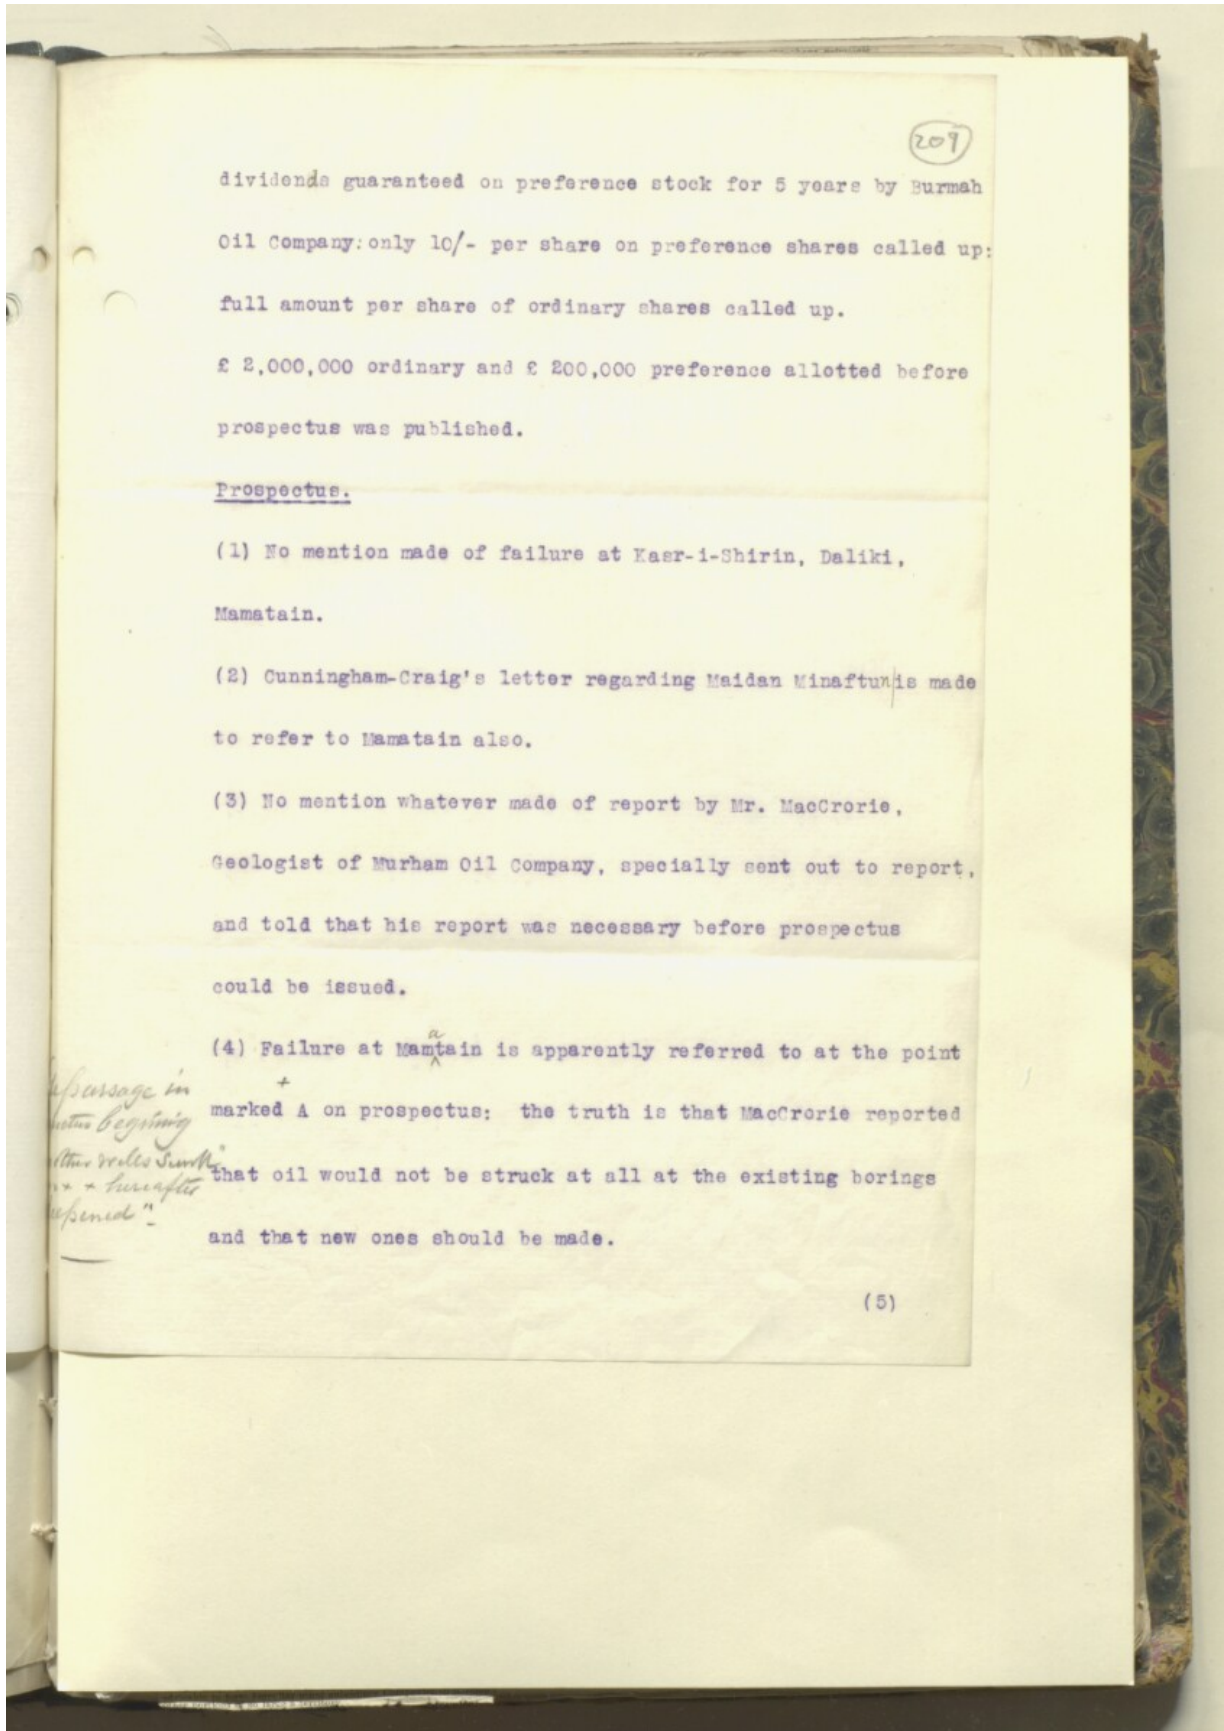 209
dividends guaranteed on preference stock for 5 years by Burmah
Oil Company: only 10/- per share on preference shares called up:
full amount per share of ordinary shares called up.
£ 2,000,000 ordinary and £ 200,000 preference allotted before
prospectus was published.
Prospectus.
(1) No mention made of failure at Kasr-i-Shirin, Daliki,
Mamatain.
(2) Cunningham-Craig's letter regarding Maidan Minaftun is made
to refer to Mamatain also.
(3) No mention whatever made of report by Mr. MacCrorie,
Geologist of Murham Oil Company, specially sent out to report,
and told that his report was necessary before prospectus
could be issued.
(4) Failure at Mamatain is apparently referred to at the point
+
marked A on prospectus: the truth is that MacCrorie reported
that oil would not be struck at all at the existing borings
and that new ones should be made.
(5)
passage in
begining
other wells sunk
x + hereafter